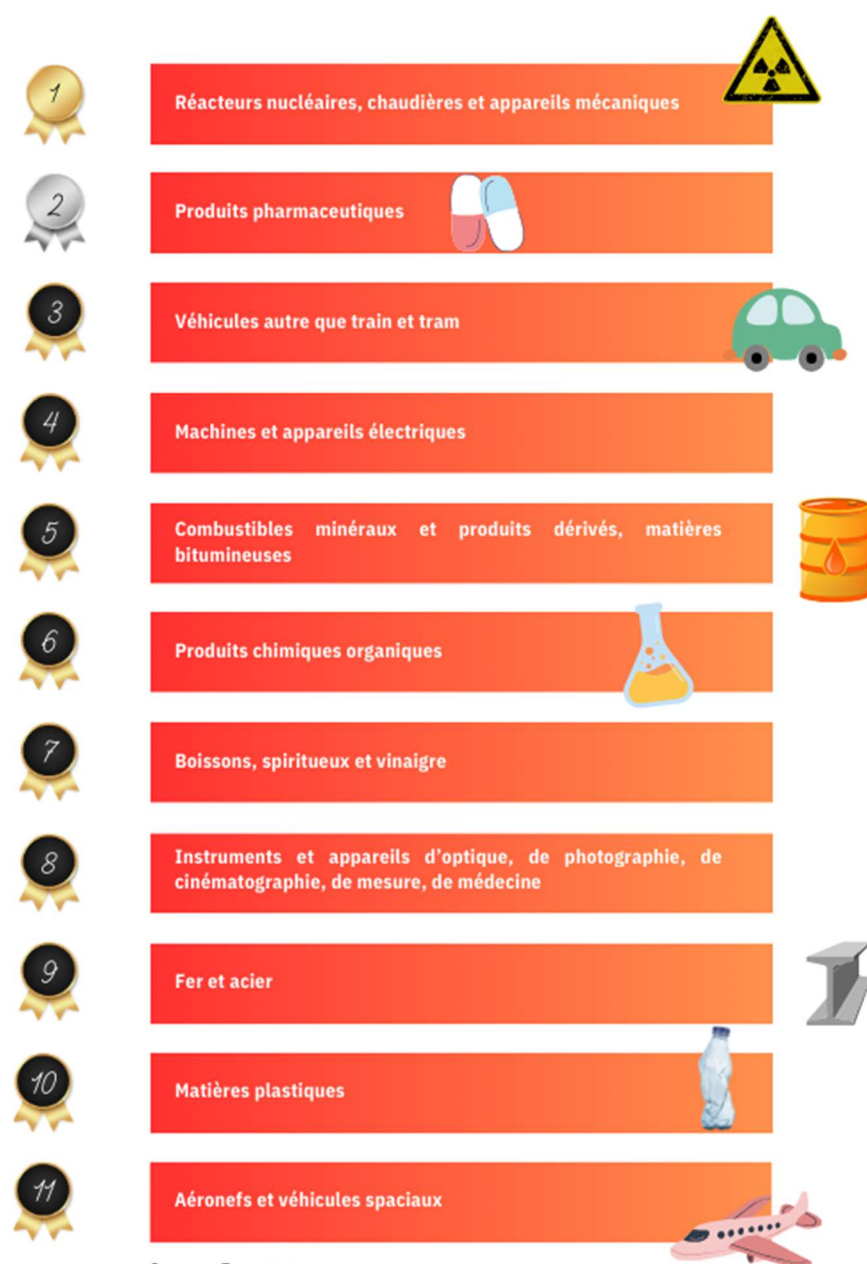 1
Réacteurs nucléaires, chaudières et appareils mécaniques
2
Produits pharmaceutiques
3
Véhicules autre que train et tram
4
Machines et appareils électriques
5
Combustibles minéraux et produits dérivés, matières
bitumineuses
6
Produits chimiques organiques
7
Boissons, spiritueux et vinaigre
8
Instruments et appareils d’optique, de photographie, de
cinématographie, de mesure, de médecine
9
Fer et acier
10
Matières plastiques
11
Aéronefs et véhicules spaciaux